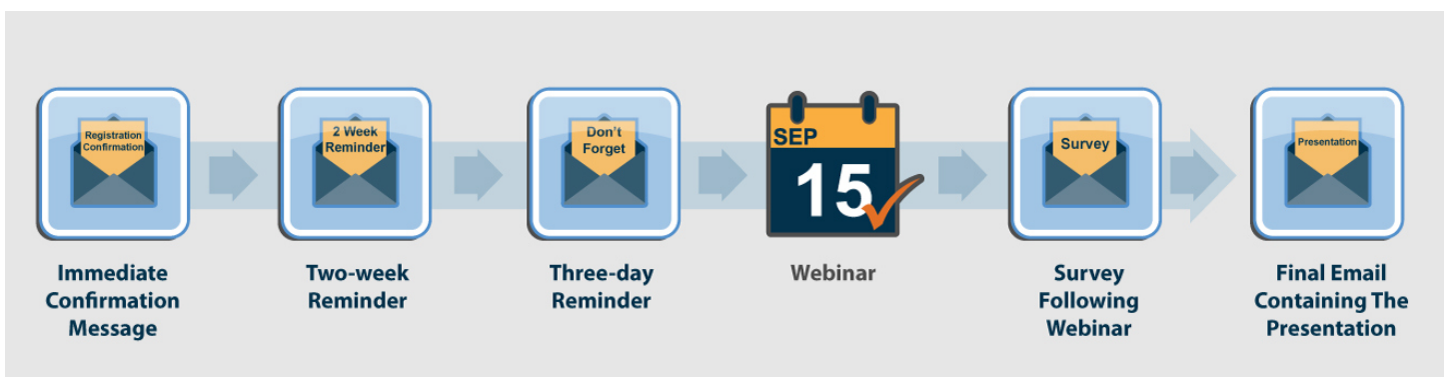 Registration
Confirmation
2 Week
Reminder
Don't
Forget
SEP
15
Survey
Presentation
Immediate
Confirmation
Message
Two-week
Reminder
Three-day
Reminder
Webinar
Survey
Following
Webinar
Final Email
Containing The
Presentation